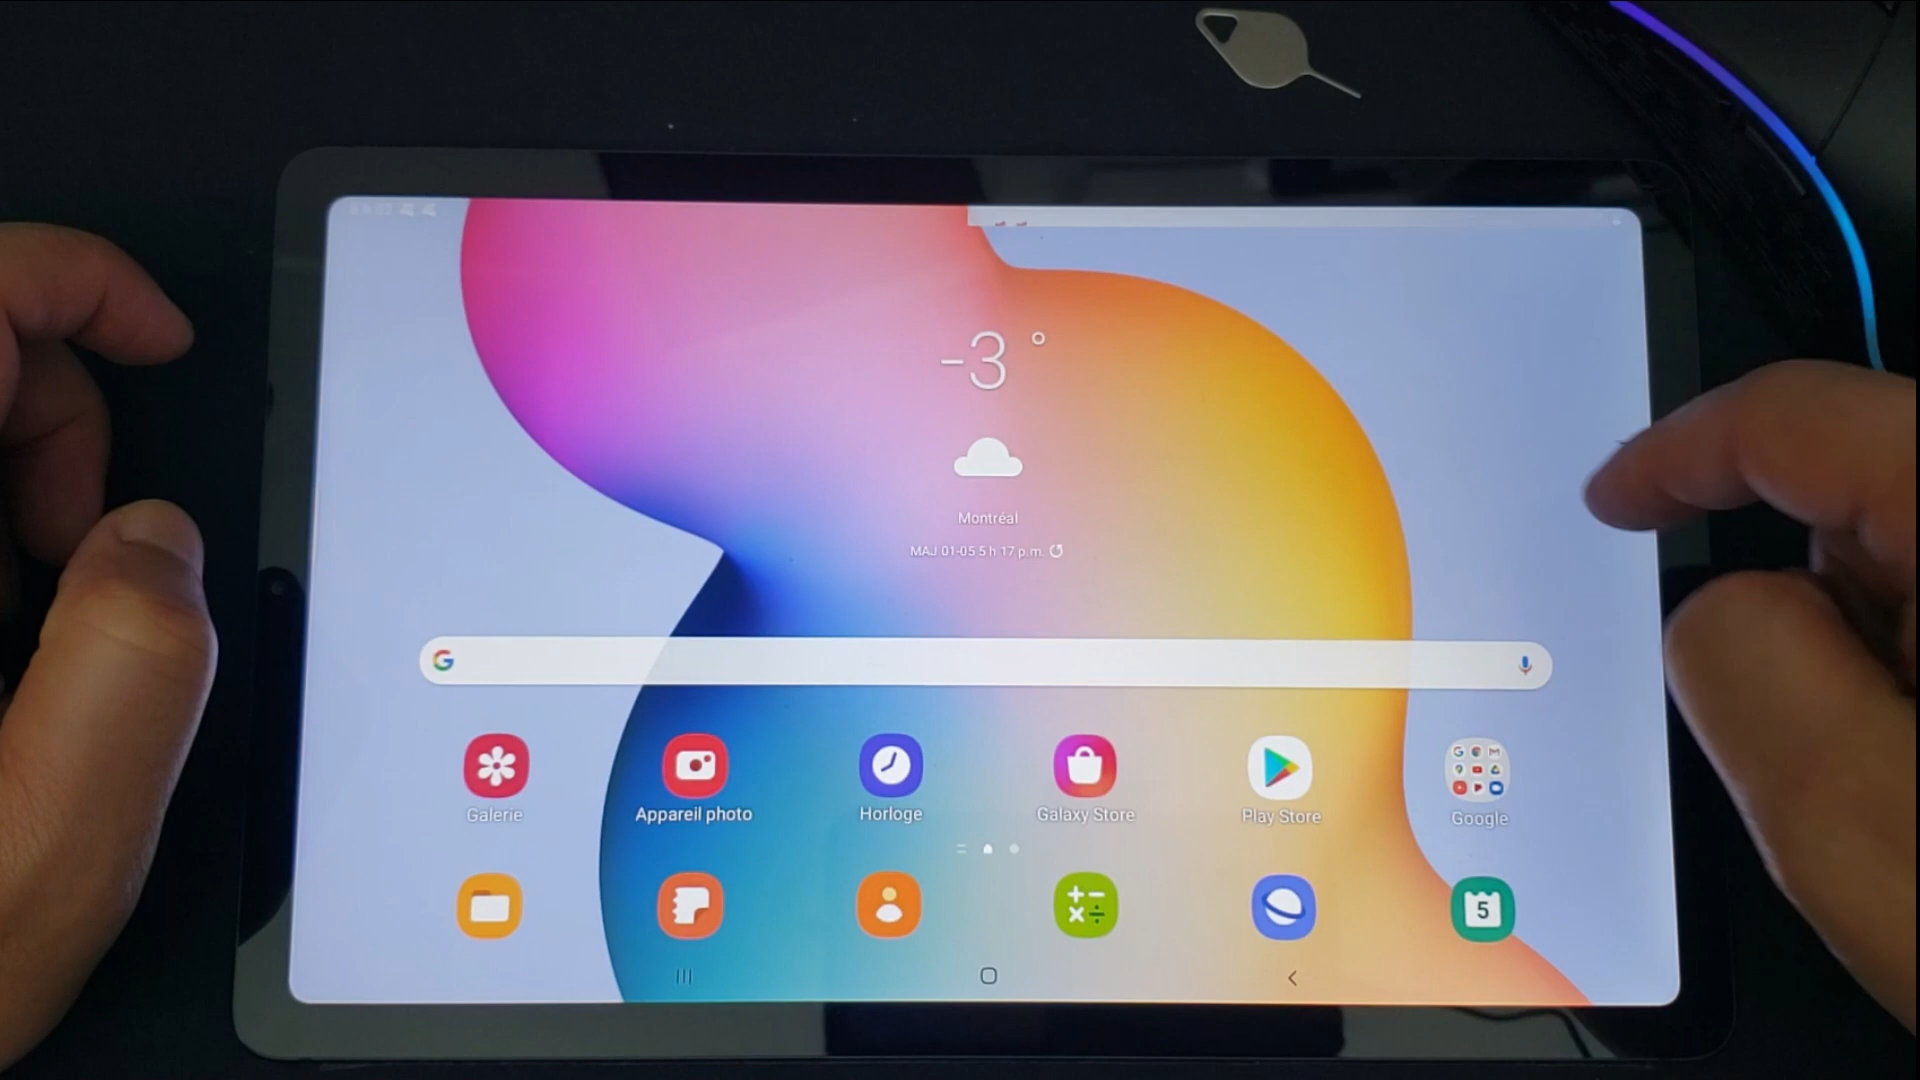 -3°
Montréal
MAJ 01-05 5 h 17 p.m.
Galerie
Appareil photo
Horloge
Galaxy Store
Play Store
Google
5